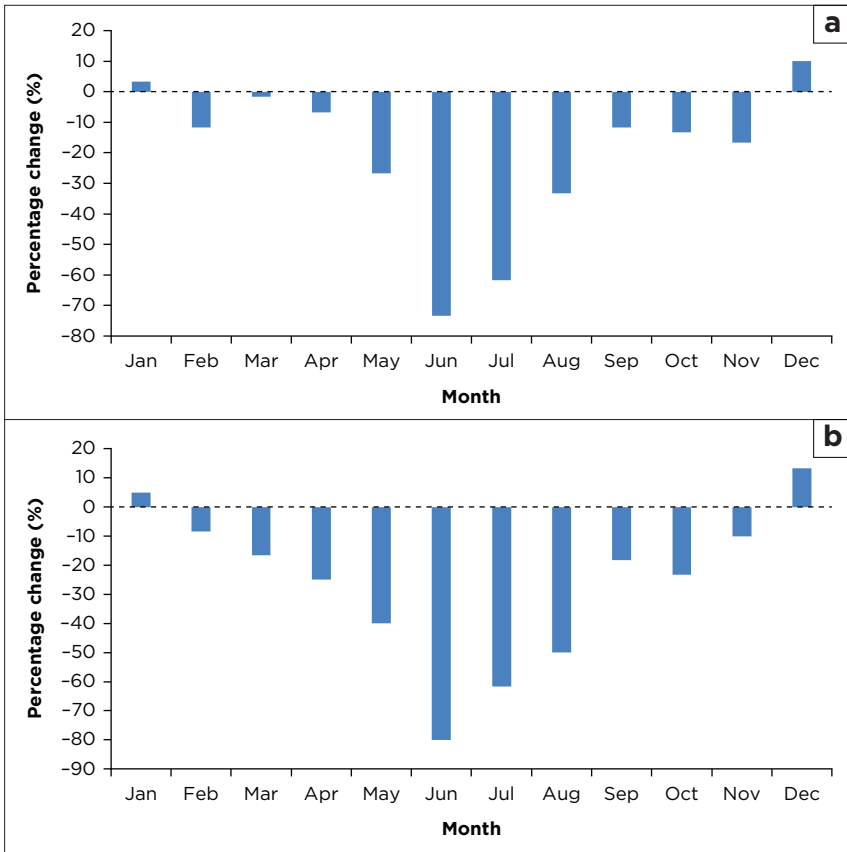 a
Percentage change (%)
20
10
0
–10
–20
–30
–40
–50
–60
–70
–80
Jan Feb Mar Apr May Jun Jul Aug Sep Oct Nov Dec
Month
b
Percentage change (%)
20
10
0
–10
–20
–30
–40
–50
–60
–70
–80
–90
Jan Feb Mar Apr May Jun Jul Aug Sep Oct Nov Dec
Month